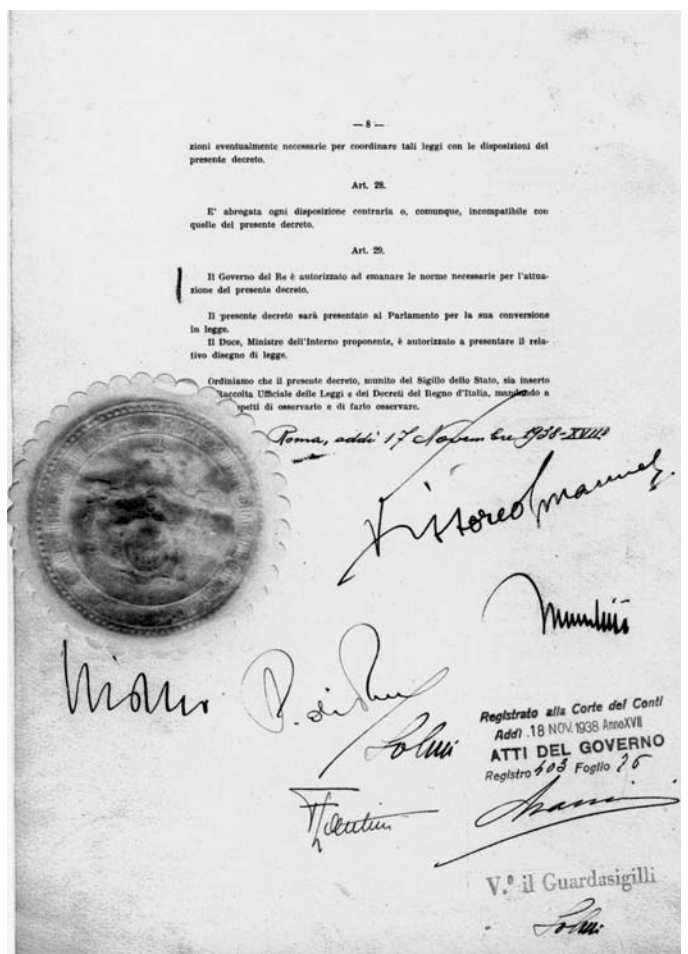 — 8 —
zioni eventualmente necessarie per coordinare tali leggi con le disposizioni del
presente decreto.
Art. 28.
E' abrogata ogni disposizione contraria o, comunque, incompatibile con
quelle del presente decreto.
Art. 29.
Il Governo del Re è autorizzato ad emanare le norme necessarie per l'attua-
zione del presente decreto.
Il presente decreto sarà presentato al Parlamento per la sua conversione
in legge.
Il Duce, Ministro dell'Interno proponente, è autorizzato a presentare il rela-
tivo disegno di legge.
Ordiniamo che il presente decreto, munito del Sigillo dello Stato, sia inserto
Raccolta Ufficiale delle Leggi e dei Decreti del Regno d'Italia, mandando a
petti di osservarlo e di farlo osservare.
Roma, addì 17 Novembre 1938-XVII°
Vittorio Emanuele
Mussolini
Ciano P. di Revel
Solmi
Registrato alla Corte dei Conti
Addì 18 NOV. 1938 Anno XVII
ATTI DEL GOVERNO
Registro 403 Foglio 76
V.° il Guardasigilli
Solmi